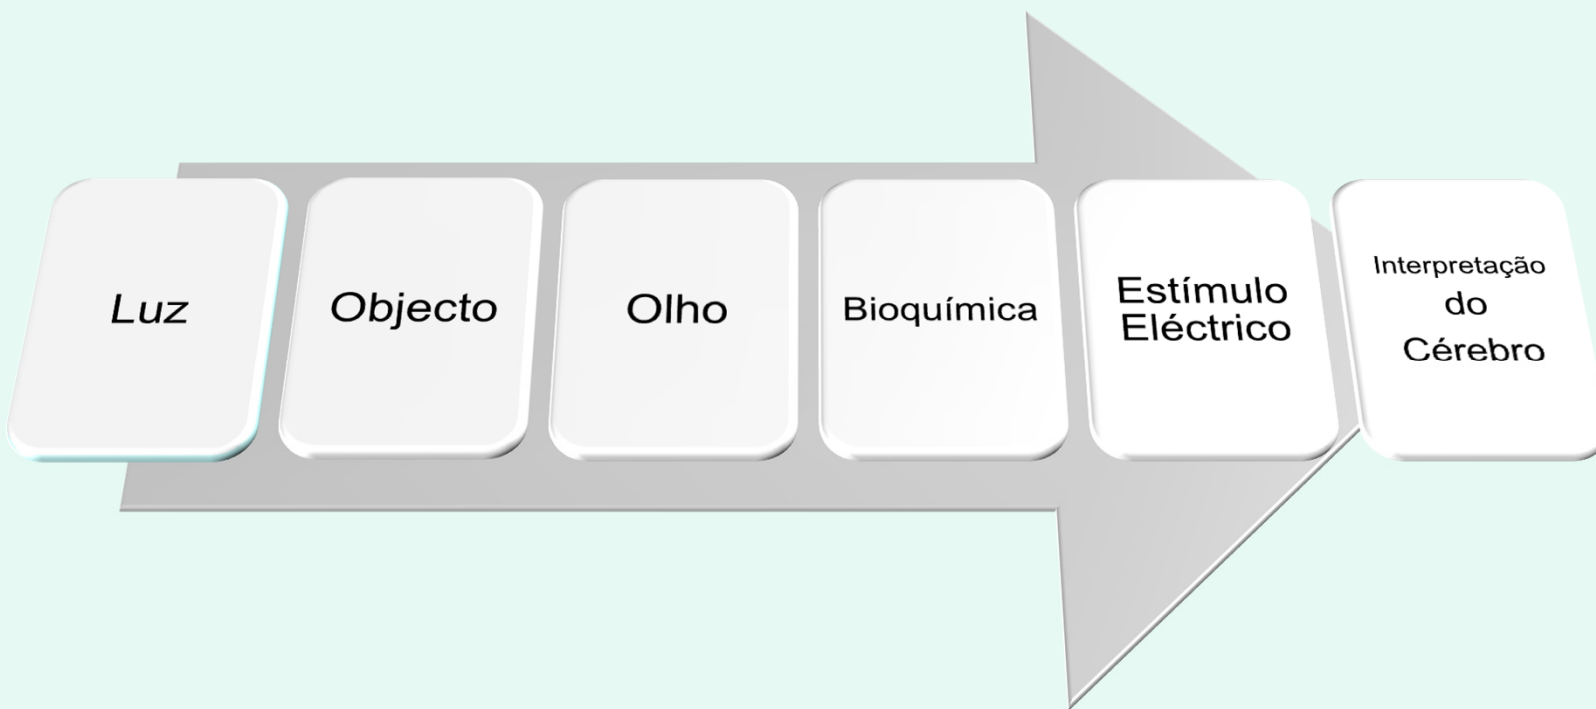 Luz
Objecto
Olho
Bioquímica
Estímulo
Eléctrico
Interpretação
do
Cérebro